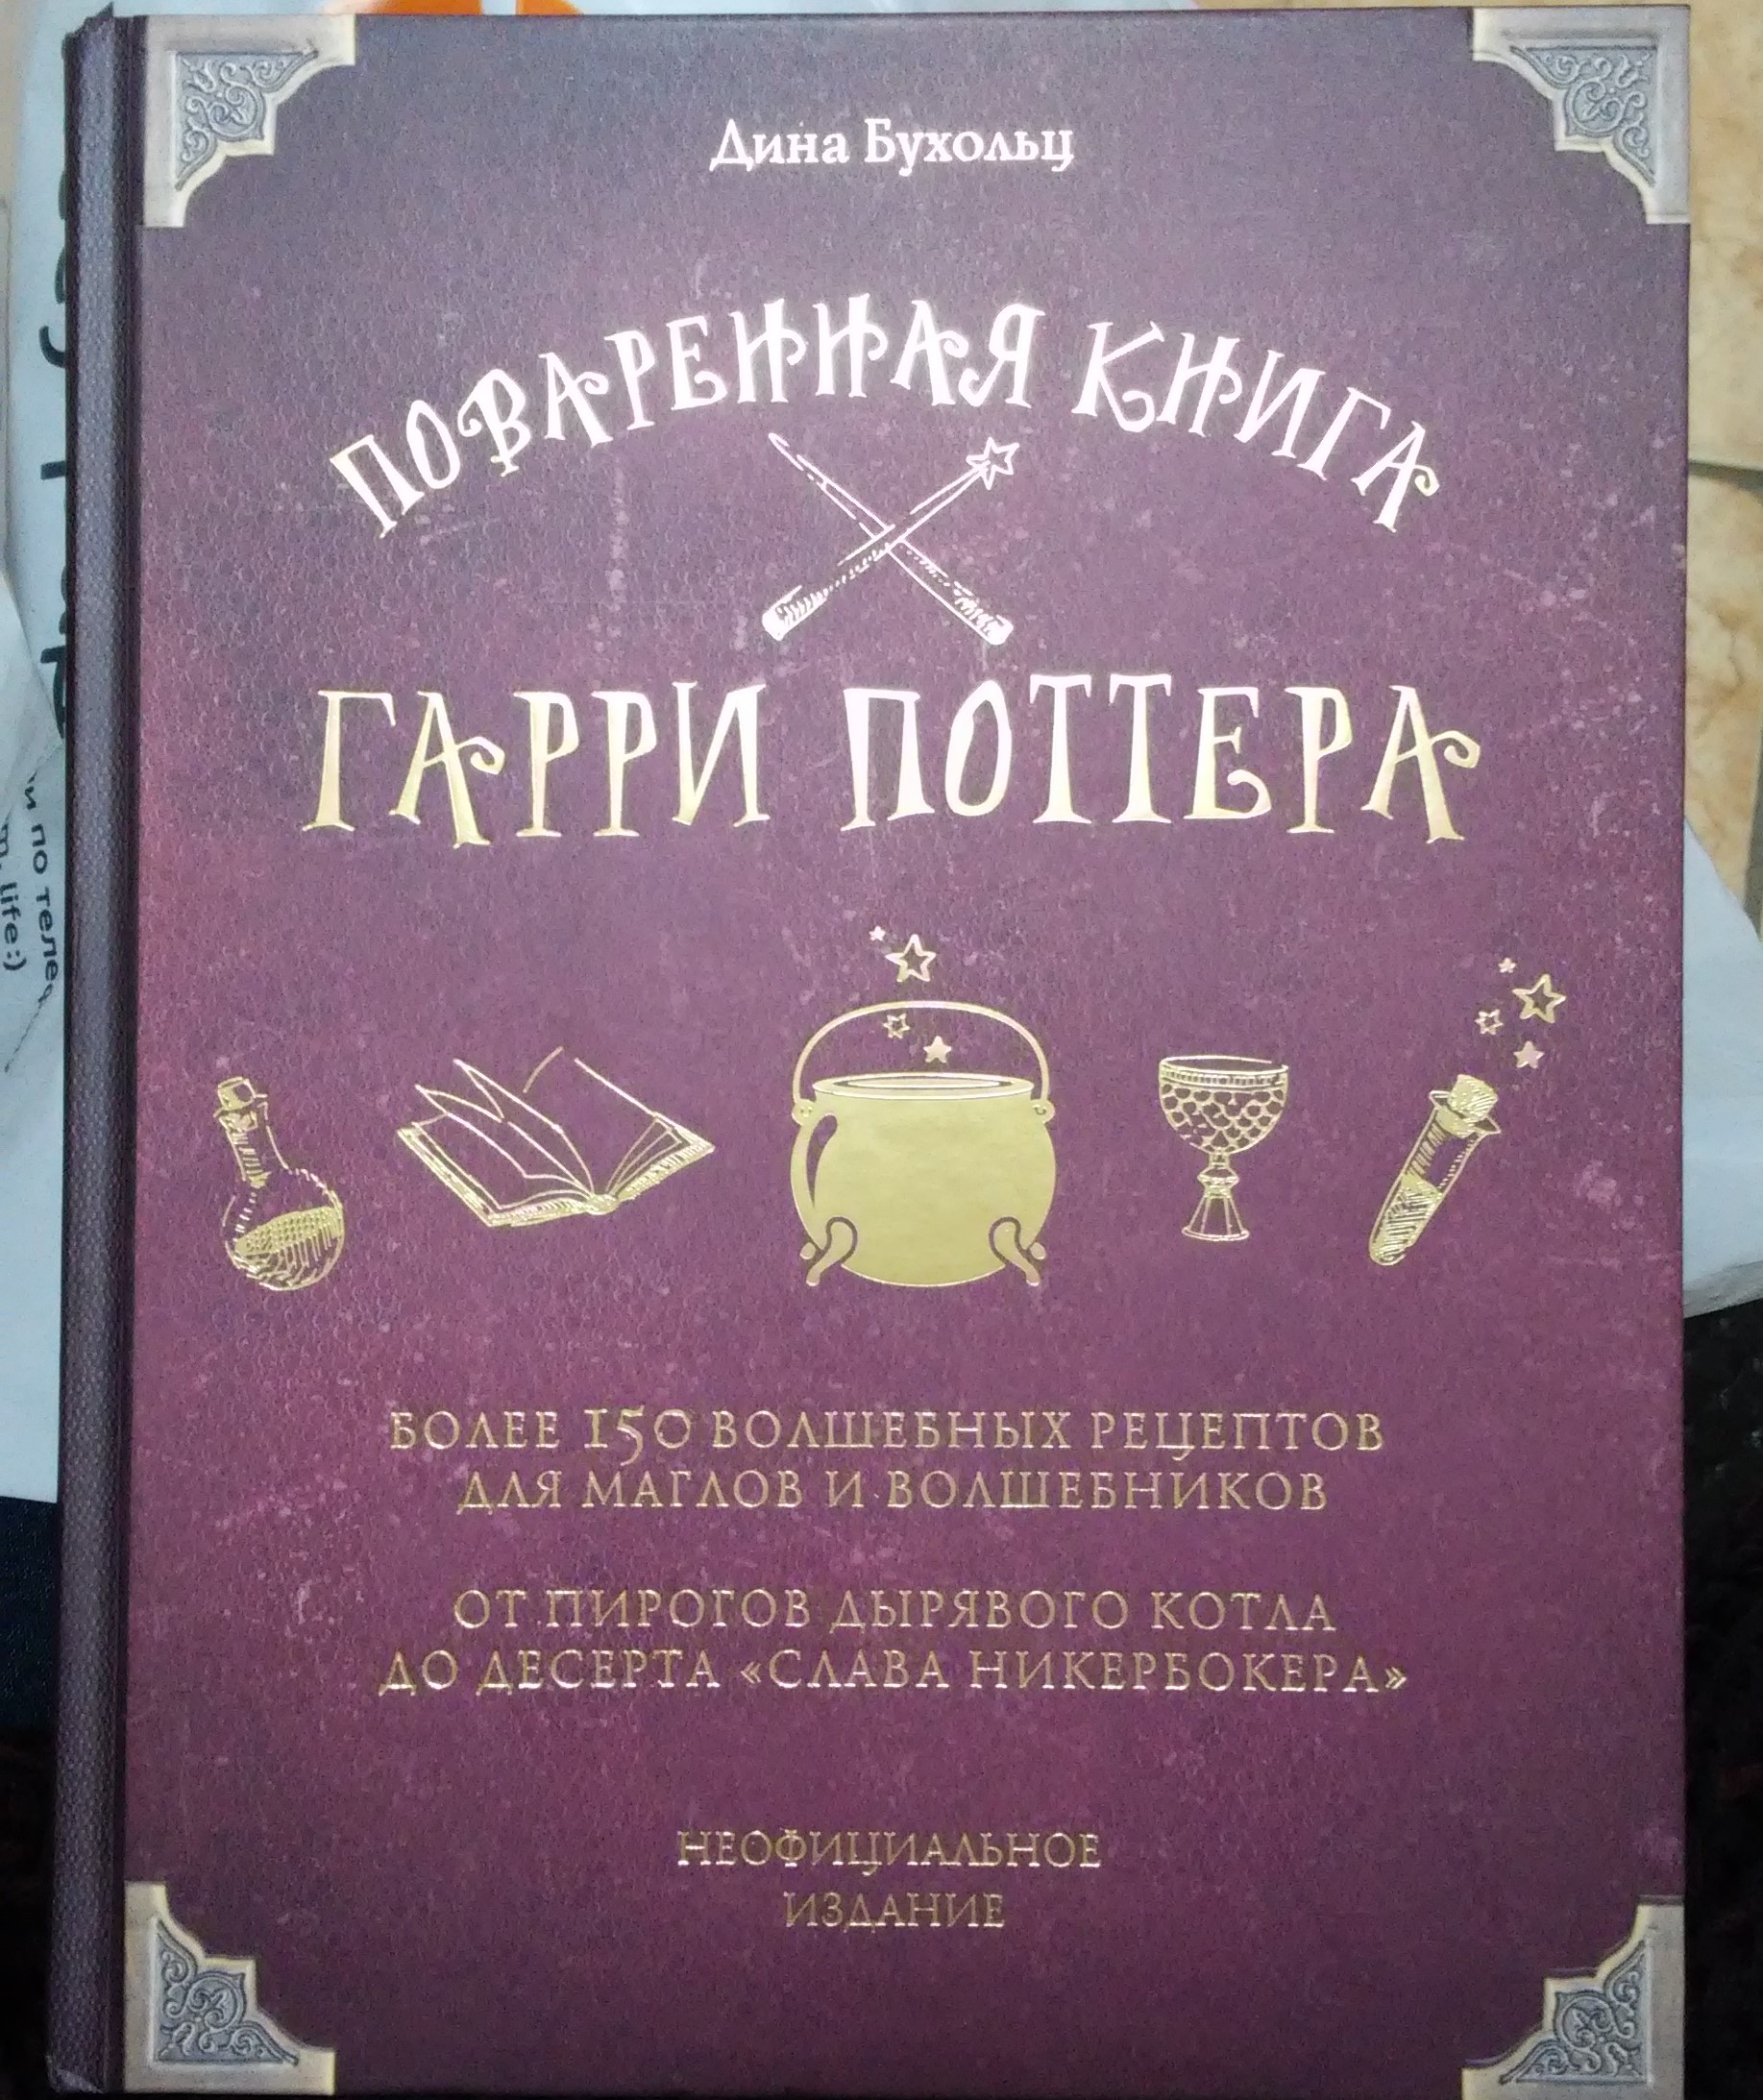 Дина Бухольц
ПОВАРЕННАЯ КНИГА
ГАРРИ ПОТТЕРА
БОЛЕЕ 150 ВОЛШЕБНЫХ РЕЦЕПТОВ
ДЛЯ МАГЛОВ И ВОЛШЕБНИКОВ
ОТ ПИРОГОВ ДЫРЯВОГО КОТЛА
ДО ДЕСЕРТА «СЛАВА НИКЕРБОКЕРА»
НЕОФИЦИАЛЬНОЕ
ИЗДАНИЕ
по
life:)